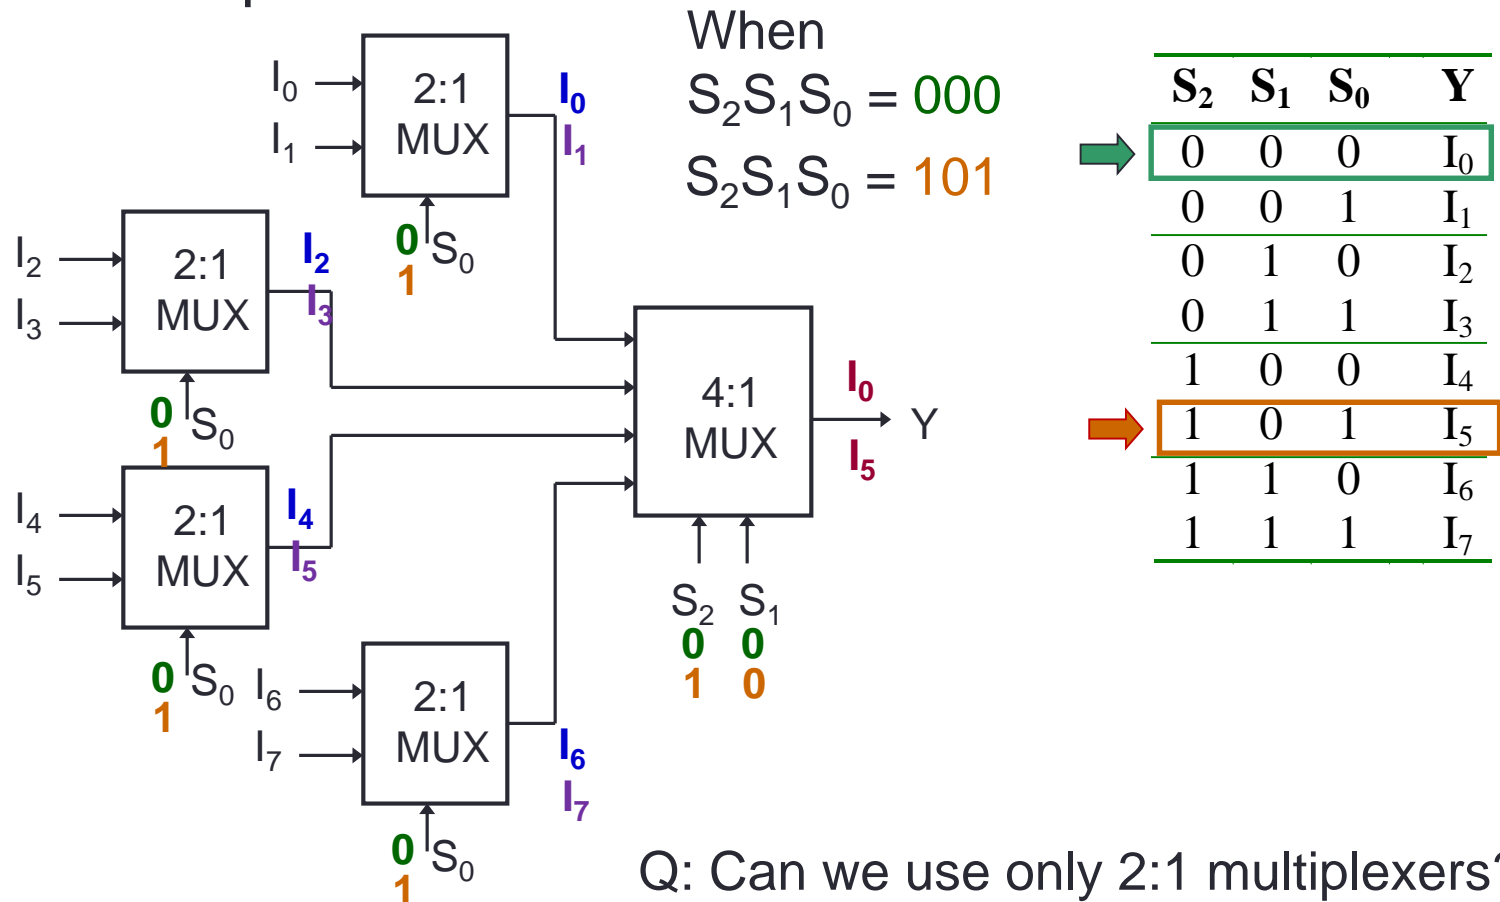 When
S₂S₁S₀ = 000
S₂S₁S₀ = 101
I₀
I₁
2:1
MUX
I₀
I₁
0
1
S₀
I₂
I₃
2:1
MUX
I₂
I₃
0
1
S₀
I₄
I₅
2:1
MUX
I₄
I₅
0
1
S₀
I₆
I₇
2:1
MUX
I₆
I₇
0
1
S₀
4:1
MUX
I₀
I₅
Y
S₂ S₁
0 0
1 0
S₂ S₁ S₀ Y
0 0 0 I₀
0 0 1 I₁
0 1 0 I₂
0 1 1 I₃
1 0 0 I₄
1 0 1 I₅
1 1 0 I₆
1 1 1 I₇
Q: Can we use only 2:1 multiplexers?